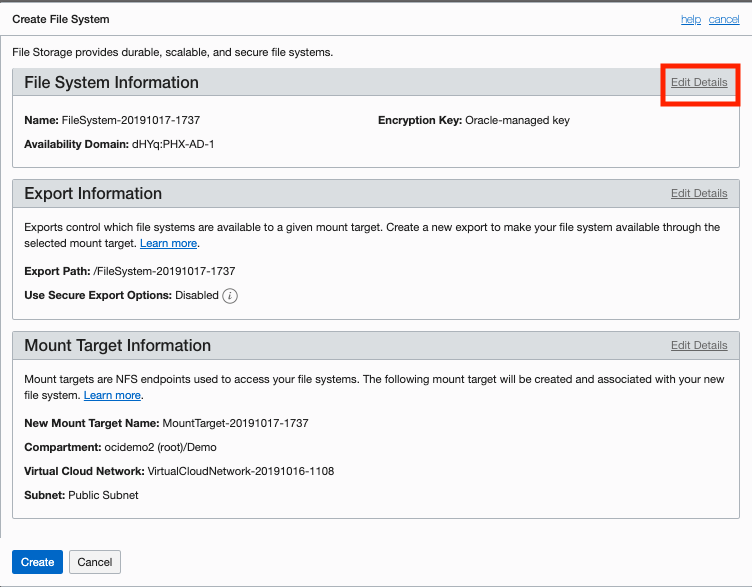 Create File System
help cancel
File Storage provides durable, scalable, and secure file systems.
File System Information
Edit Details
Name: FileSystem-20191017-1737
Encryption Key: Oracle-managed key
Availability Domain: dHYq:PHX-AD-1
Export Information
Edit Details
Exports control which file systems are available to a given mount target. Create a new export to make your file system available through the
selected mount target. Learn more.
Export Path: /FileSystem-20191017-1737
Use Secure Export Options: Disabled i
Mount Target Information
Edit Details
Mount targets are NFS endpoints used to access your file systems. The following mount target will be created and associated with your new
file system. Learn more.
New Mount Target Name: MountTarget-20191017-1737
Compartment: ocidemo2 (root)/Demo
Virtual Cloud Network: VirtualCloudNetwork-20191016-1108
Subnet: Public Subnet
Create
Cancel